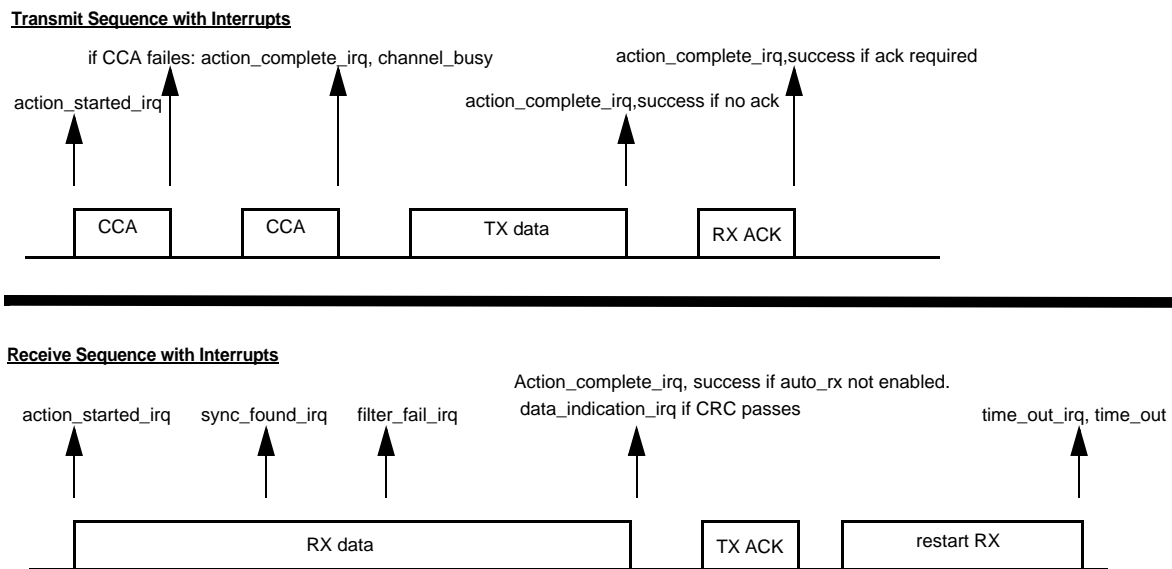 Transmit Sequence with Interrupts
if CCA failes: action_complete_irq, channel_busy
action_complete_irq,success if ack required
action_started_irq
action_complete_irq,success if no ack
CCA
CCA
TX data
RX ACK
Receive Sequence with Interrupts
Action_complete_irq, success if auto_rx not enabled.
data_indication_irq if CRC passes
action_started_irq
sync_found_irq
filter_fail_irq
time_out_irq, time_out
RX data
TX ACK
restart RX